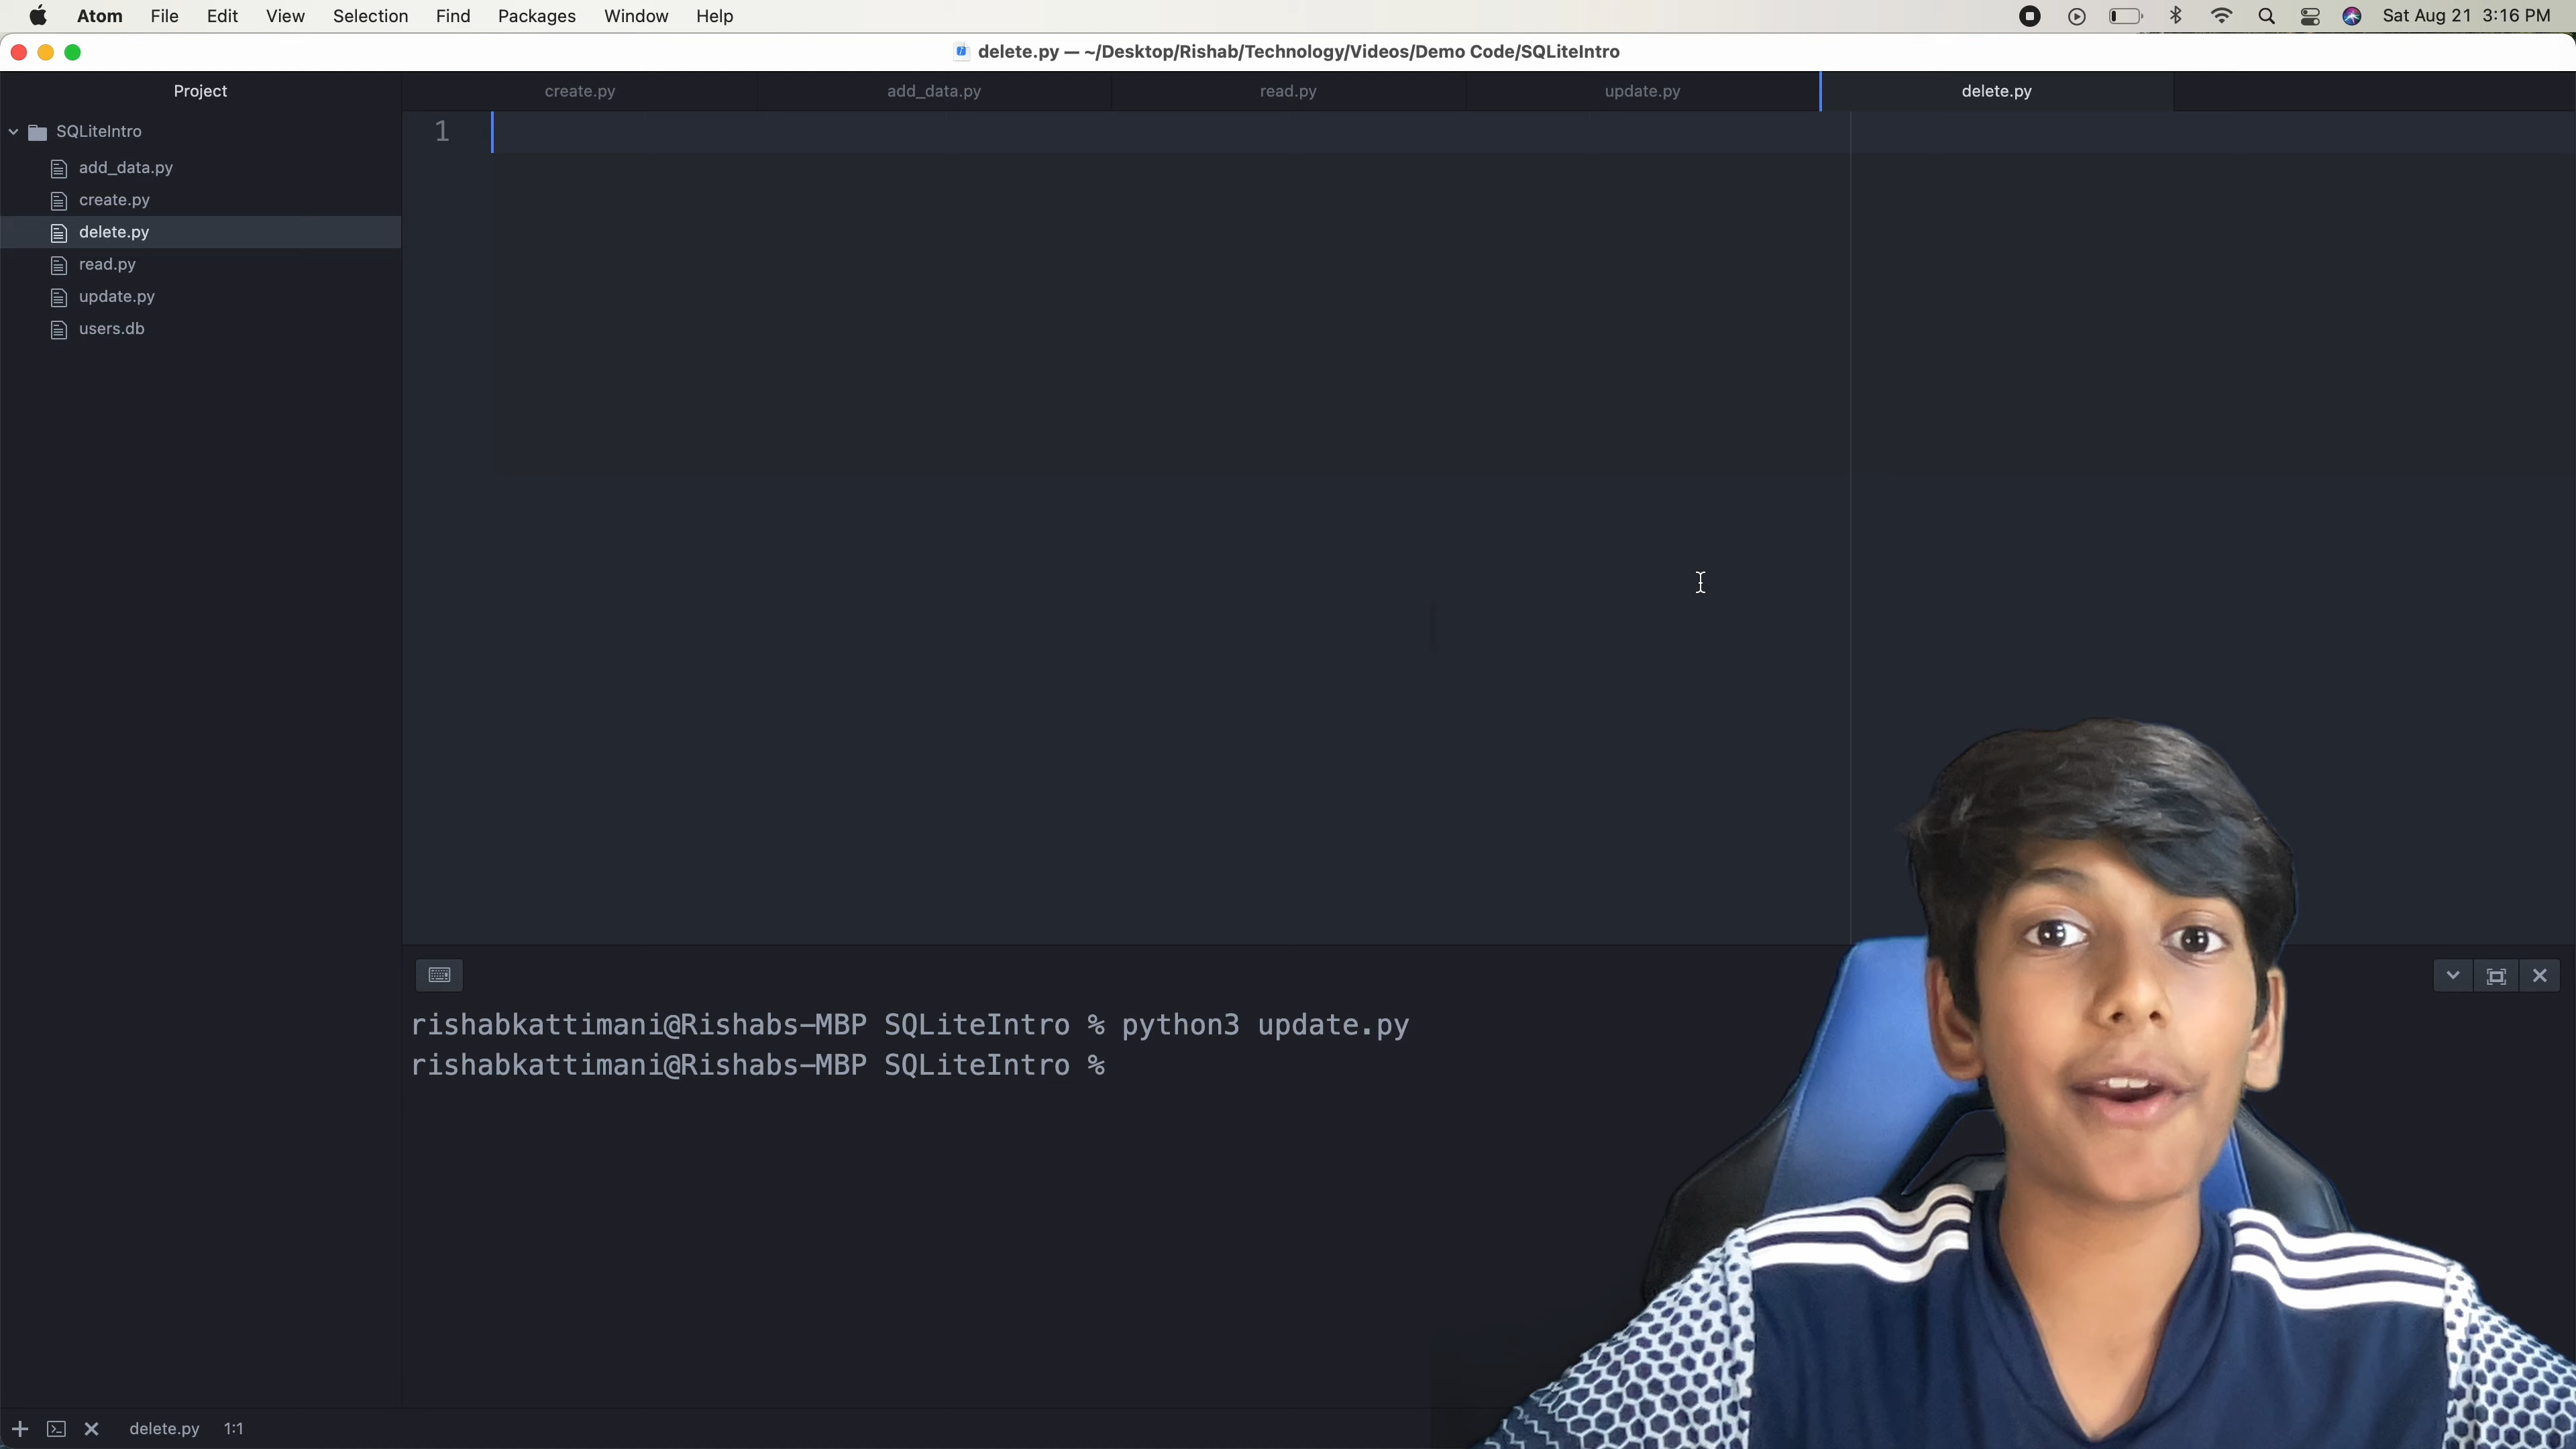 Atom File Edit View Selection Find Packages Window Help Sat Aug 21 3:16 PM
delete.py — ~/Desktop/Rishab/Technology/Videos/Demo Code/SQLiteIntro
Project
create.py
add_data.py
read.py
update.py
delete.py
SQLiteIntro
add_data.py
create.py
delete.py
read.py
update.py
users.db
1
rishabkattimani@Rishabs-MBP SQLiteIntro % python3 update.py
rishabkattimani@Rishabs-MBP SQLiteIntro %
delete.py 1:1